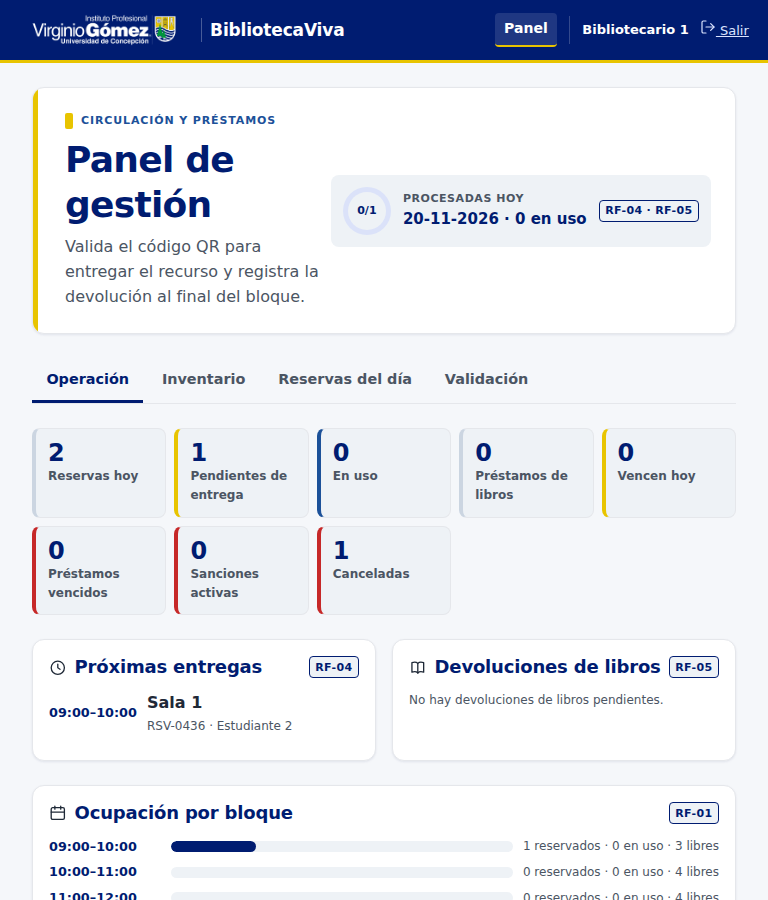 Instituto Profesional
VirginioGómez
Universidad de Concepción
BibliotecaViva
Panel
Bibliotecario 1
Salir
CIRCULACIÓN Y PRÉSTAMOS
Panel de
gestión
Valida el código QR para
entregar el recurso y registra la
devolución al final del bloque.
0/1
PROCESADAS HOY
20-11-2026 · 0 en uso
RF-04 · RF-05
Operación
Inventario
Reservas del día
Validación
2
Reservas hoy
1
Pendientes de
entrega
0
En uso
0
Préstamos de
libros
0
Vencen hoy
0
Préstamos
vencidos
0
Sanciones
activas
1
Canceladas
Próximas entregas
RF-04
09:00–10:00
Sala 1
RSV-0436 · Estudiante 2
Devoluciones de libros
RF-05
No hay devoluciones de libros pendientes.
Ocupación por bloque
RF-01
09:00–10:00
1 reservados · 0 en uso · 3 libres
10:00–11:00
0 reservados · 0 en uso · 4 libres
11:00–12:00
0 reservados · 0 en uso · 4 libres